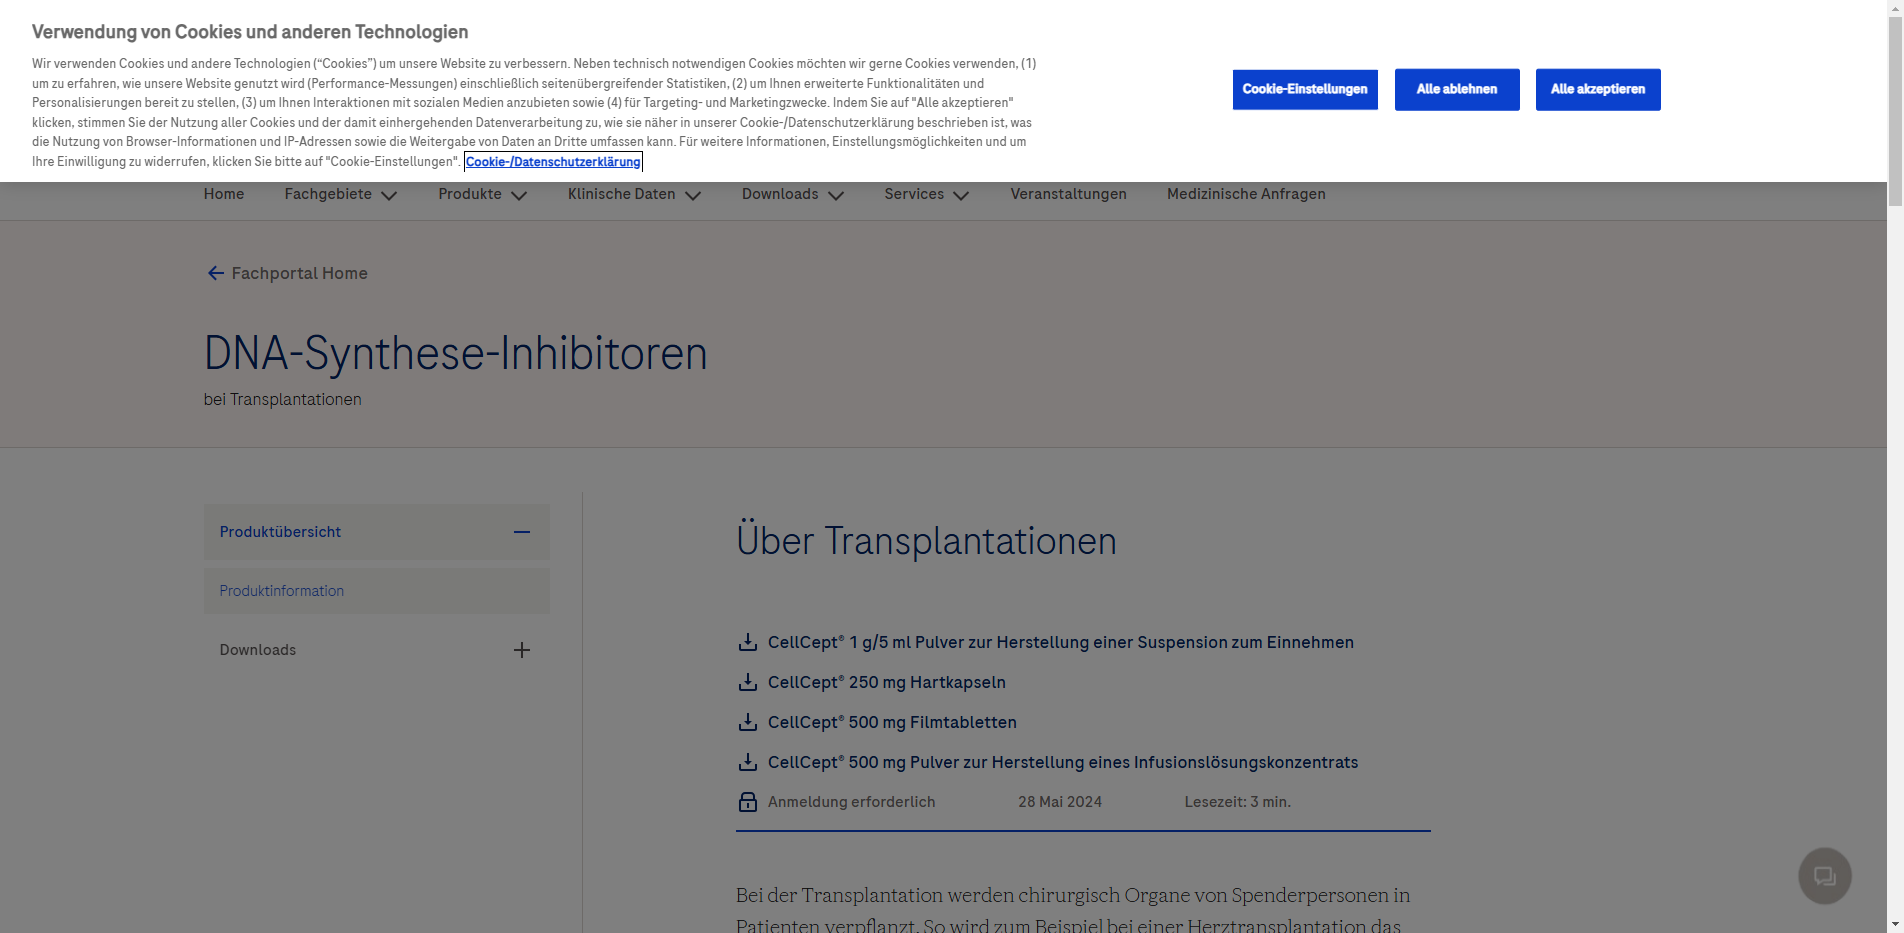 Verwendung von Cookies und anderen Technologien
Wir verwenden Cookies und andere Technologien (“Cookies”) um unsere Website zu verbessern. Neben technisch notwendigen Cookies möchten wir gerne Cookies verwenden, (1)
um zu erfahren, wie unsere Website genutzt wird (Performance-Messungen) einschließlich seitenübergreifender Statistiken, (2) um Ihnen erweiterte Funktionalitäten und
Personalisierungen bereit zu stellen, (3) um Ihnen Interaktionen mit sozialen Medien anzubieten sowie (4) für Targeting- und Marketingzwecke. Indem Sie auf "Alle akzeptieren"
klicken, stimmen Sie der Nutzung aller Cookies und der damit einhergehenden Datenverarbeitung zu, wie sie näher in unserer Cookie-/Datenschutzerklärung beschrieben ist, was
die Nutzung von Browser-Informationen und IP-Adressen sowie die Weitergabe von Daten an Dritte umfassen kann. Für weitere Informationen, Einstellungsmöglichkeiten und um
Ihre Einwilligung zu widerrufen, klicken Sie bitte auf "Cookie-Einstellungen". Cookie-/Datenschutzerklärung
Cookie-Einstellungen Alle ablehnen Alle akzeptieren
Home Fachgebiete Produkte Klinische Daten Downloads Services Veranstaltungen Medizinische Anfragen
Fachportal Home
DNA-Synthese-Inhibitoren
bei Transplantationen
Produktübersicht
Produktinformation
Downloads
Über Transplantationen
CellCept® 1 g/5 ml Pulver zur Herstellung einer Suspension zum Einnehmen
CellCept® 250 mg Hartkapseln
CellCept® 500 mg Filmtabletten
CellCept® 500 mg Pulver zur Herstellung eines Infusionslösungskonzentrats
Anmeldung erforderlich 28 Mai 2024 Lesezeit: 3 min.
Bei der Transplantation werden chirurgisch Organe von Spenderpersonen in
Patienten verpflanzt. So wird zum Beispiel bei einer Herztransplantation das